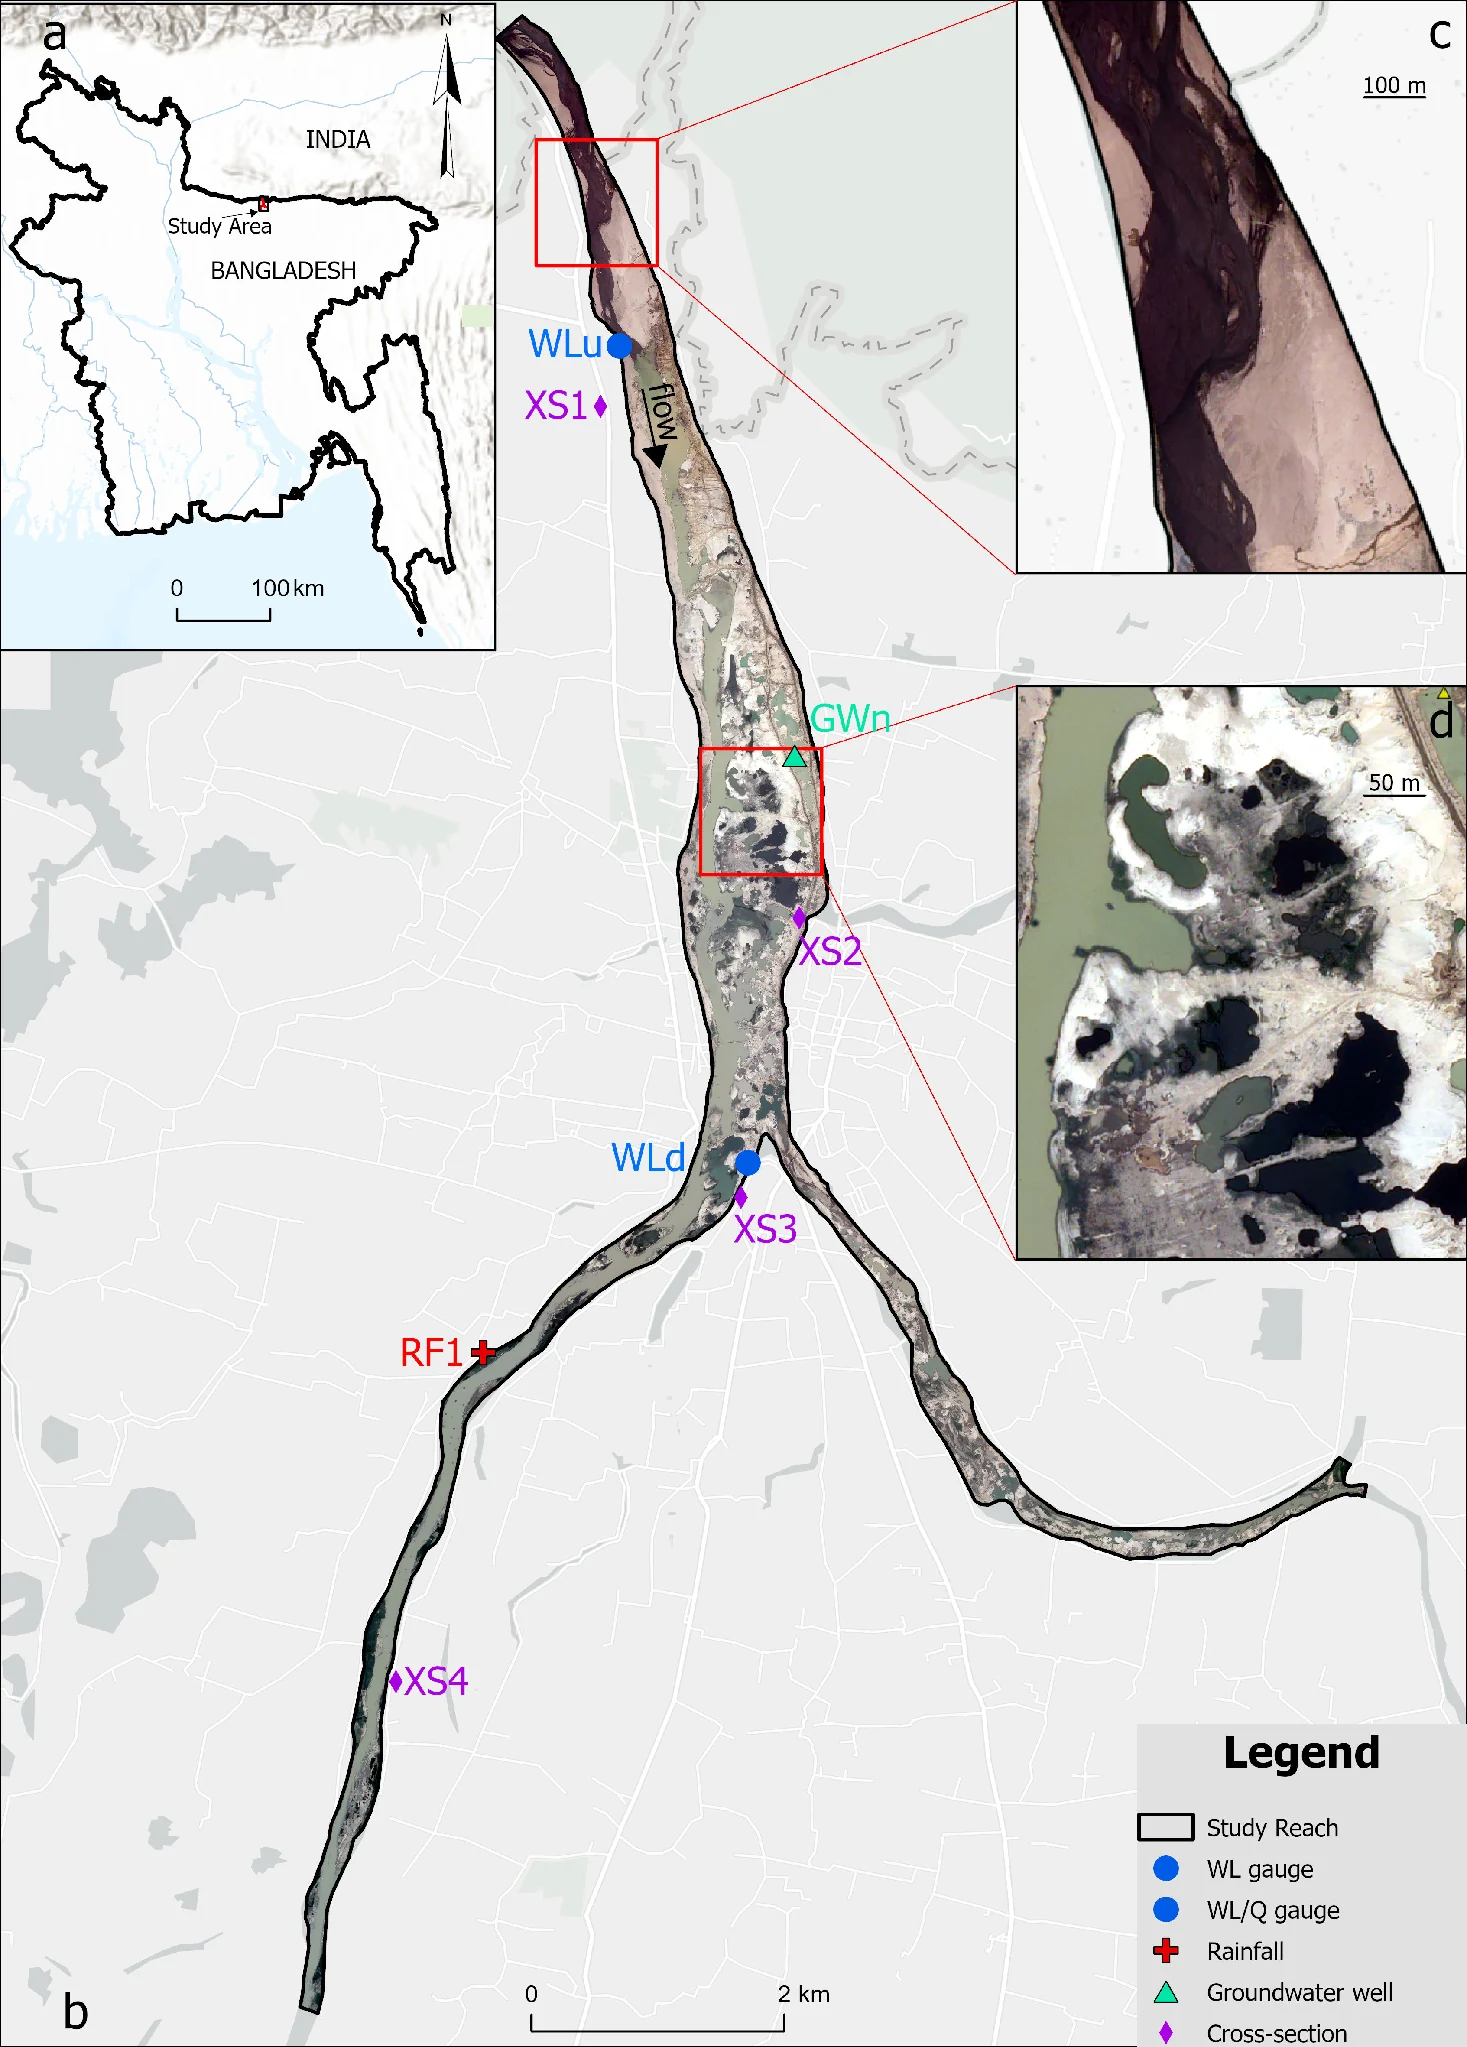 a
N
INDIA
Study Area
BANGLADESH
0 100 km
c
100 m
WLu
XS1
flow
GWn
d
50 m
XS2
WLd
XS3
RF1
XS4
b
0 2 km
Legend
Study Reach
WL gauge
WL/Q gauge
Rainfall
Groundwater well
Cross-section